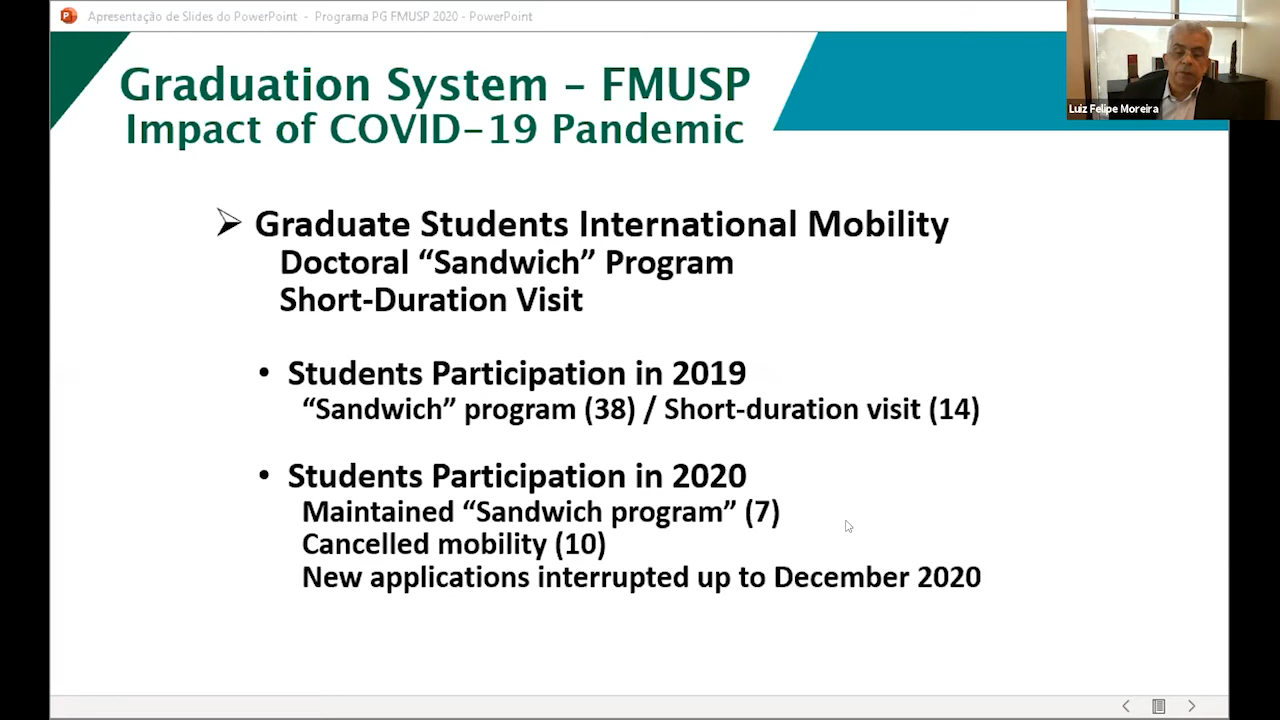 Apresentação de Slides do PowerPoint - Programa PG FMUSP 2020 - PowerPoint
Graduation System – FMUSP
Impact of COVID–19 Pandemic
Luiz Felipe Moreira
➢ Graduate Students International Mobility
Doctoral “Sandwich” Program
Short-Duration Visit
• Students Participation in 2019
“Sandwich” program (38) / Short-duration visit (14)
• Students Participation in 2020
Maintained “Sandwich program” (7)
Cancelled mobility (10)
New applications interrupted up to December 2020